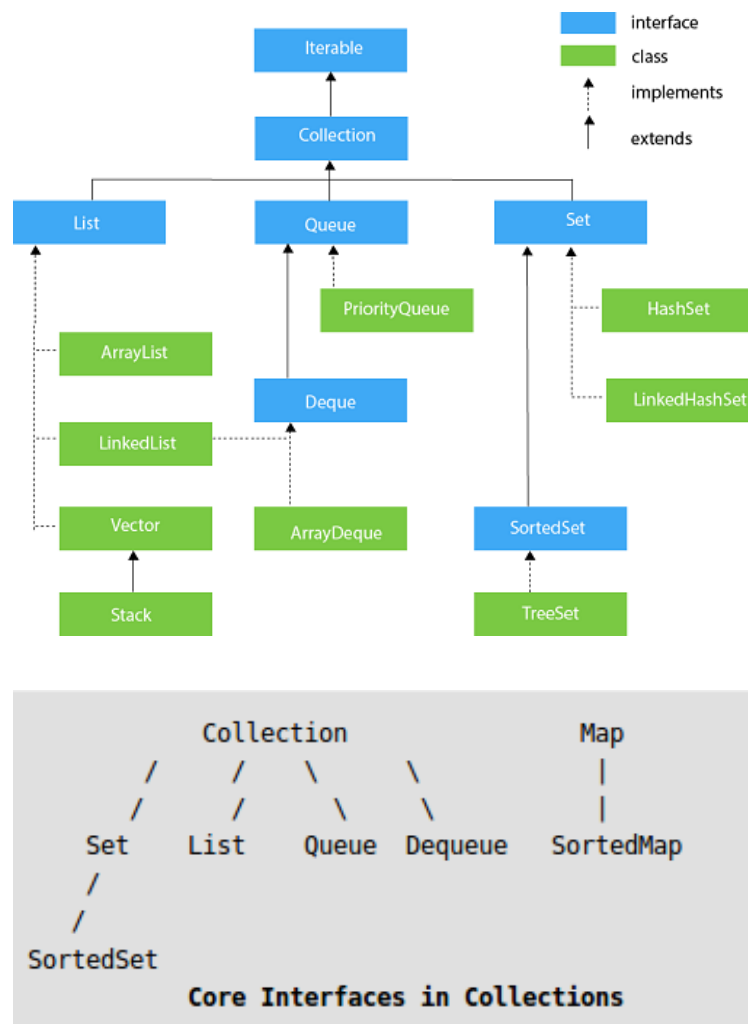 interface
Iterable
class
implements
Collection
extends
List
Queue
Set
PriorityQueue
HashSet
ArrayList
Deque
LinkedHashSet
LinkedList
Vector
ArrayDeque
SortedSet
Stack
TreeSet
Collection Map
/ / \ \ |
/ / \ \ |
Set List Queue Dequeue SortedMap
/
/
SortedSet
Core Interfaces in Collections